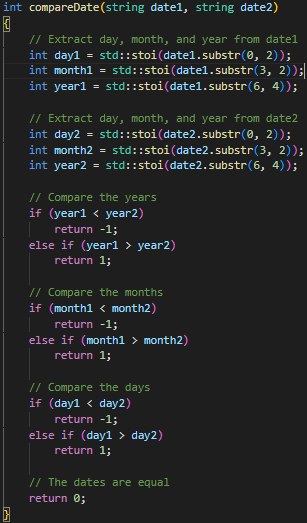 int compareDate(string date1, string date2)
{
    // Extract day, month, and year from date1
    int day1 = std::stoi(date1.substr(0, 2));
    int month1 = std::stoi(date1.substr(3, 2));
    int year1 = std::stoi(date1.substr(6, 4));

    // Extract day, month, and year from date2
    int day2 = std::stoi(date2.substr(0, 2));
    int month2 = std::stoi(date2.substr(3, 2));
    int year2 = std::stoi(date2.substr(6, 4));

    // Compare the years
    if (year1 < year2)
        return -1;
    else if (year1 > year2)
        return 1;

    // Compare the months
    if (month1 < month2)
        return -1;
    else if (month1 > month2)
        return 1;

    // Compare the days
    if (day1 < day2)
        return -1;
    else if (day1 > day2)
        return 1;

    // The dates are equal
    return 0;
}